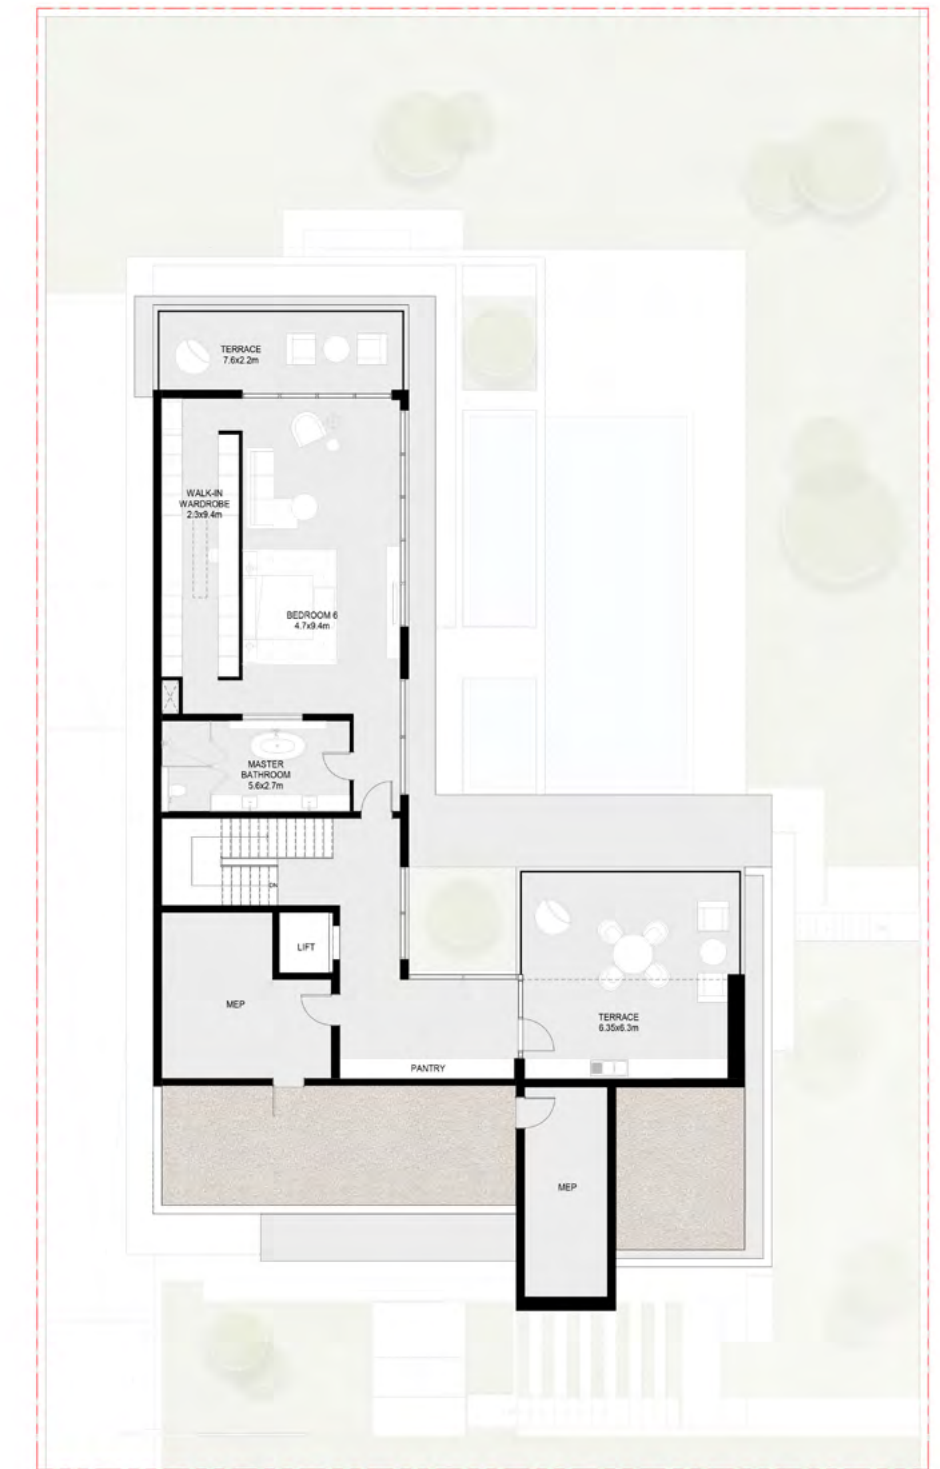 TERRACE
7.6x2.2m
WALK-IN
WARDROBE
2.3x9.4m
BEDROOM 6
4.7x9.4m
MASTER
BATHROOM
5.6x2.7m
DN
LIFT
MEP
TERRACE
6.35x6.3m
PANTRY
MEP